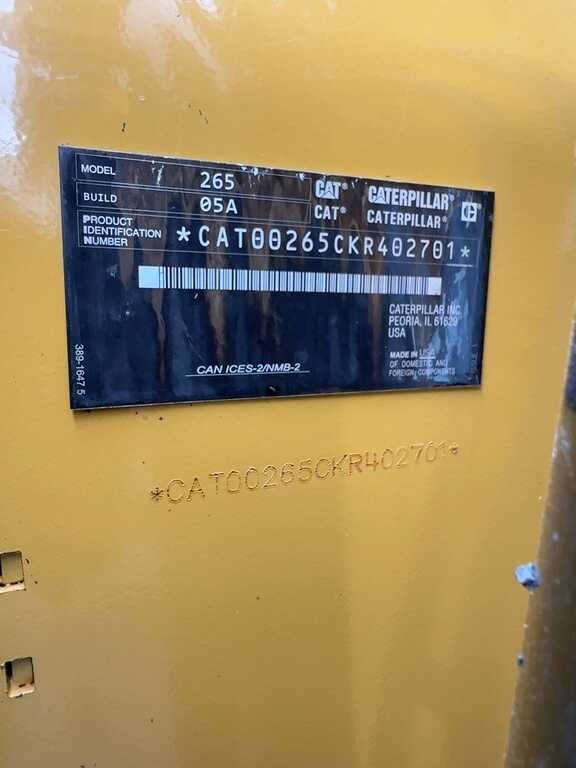 MODEL 265 CAT® CATERPILLAR®
BUILD 05A CAT® CATERPILLAR®
PRODUCT
IDENTIFICATION
NUMBER
*CAT00265CKR402701*
CATERPILLAR INC.
PEORIA, IL 61629
USA
MADE IN USA
OF DOMESTIC AND
FOREIGN COMPONENTS
CAN ICES-2/NMB-2
389-1647 5
*CAT00265CKR402701*